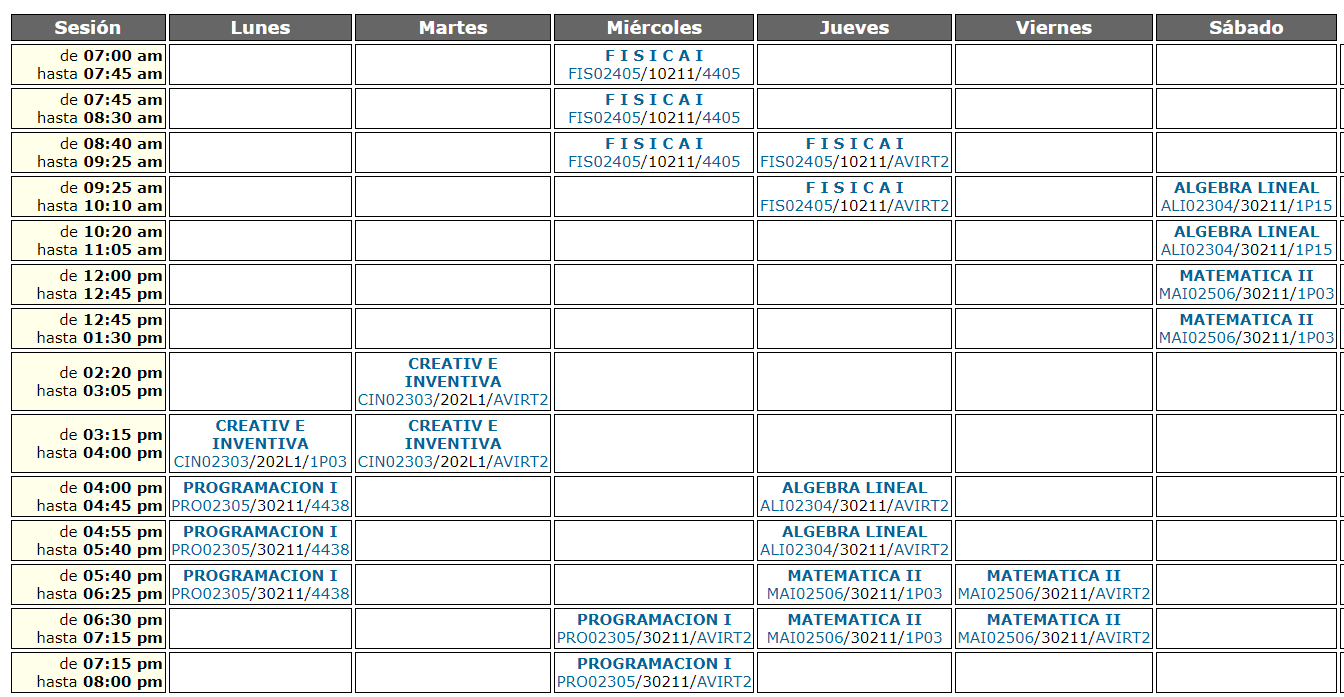 Sesión Lunes Martes Miércoles Jueves Viernes Sábado
de 07:00 am F I S I C A I
hasta 07:45 am FIS02405/10211/4405
de 07:45 am F I S I C A I
hasta 08:30 am FIS02405/10211/4405
de 08:40 am F I S I C A I F I S I C A I
hasta 09:25 am FIS02405/10211/4405 FIS02405/10211/AVIRT2
de 09:25 am F I S I C A I ALGEBRA LINEAL
hasta 10:10 am FIS02405/10211/AVIRT2 ALI02304/30211/1P15
de 10:20 am ALGEBRA LINEAL
hasta 11:05 am ALI02304/30211/1P15
de 12:00 pm MATEMATICA II
hasta 12:45 pm MAI02506/30211/1P03
de 12:45 pm MATEMATICA II
hasta 01:30 pm MAI02506/30211/1P03
de 02:20 pm
hasta 03:05 pm
CREATIV E
INVENTIVA
CIN02303/202L1/AVIRT2
de 03:15 pm
hasta 04:00 pm
CREATIV E CREATIV E
INVENTIVA INVENTIVA
CIN02303/202L1/1P03 CIN02303/202L1/AVIRT2
de 04:00 pm PROGRAMACION I ALGEBRA LINEAL
hasta 04:45 pm PRO02305/30211/4438 ALI02304/30211/AVIRT2
de 04:55 pm PROGRAMACION I ALGEBRA LINEAL
hasta 05:40 pm PRO02305/30211/4438 ALI02304/30211/AVIRT2
de 05:40 pm PROGRAMACION I MATEMATICA II MATEMATICA II
hasta 06:25 pm PRO02305/30211/4438 MAI02506/30211/1P03 MAI02506/30211/AVIRT2
de 06:30 pm PROGRAMACION I MATEMATICA II MATEMATICA II
hasta 07:15 pm PRO02305/30211/AVIRT2 MAI02506/30211/1P03 MAI02506/30211/AVIRT2
de 07:15 pm PROGRAMACION I
hasta 08:00 pm PRO02305/30211/AVIRT2